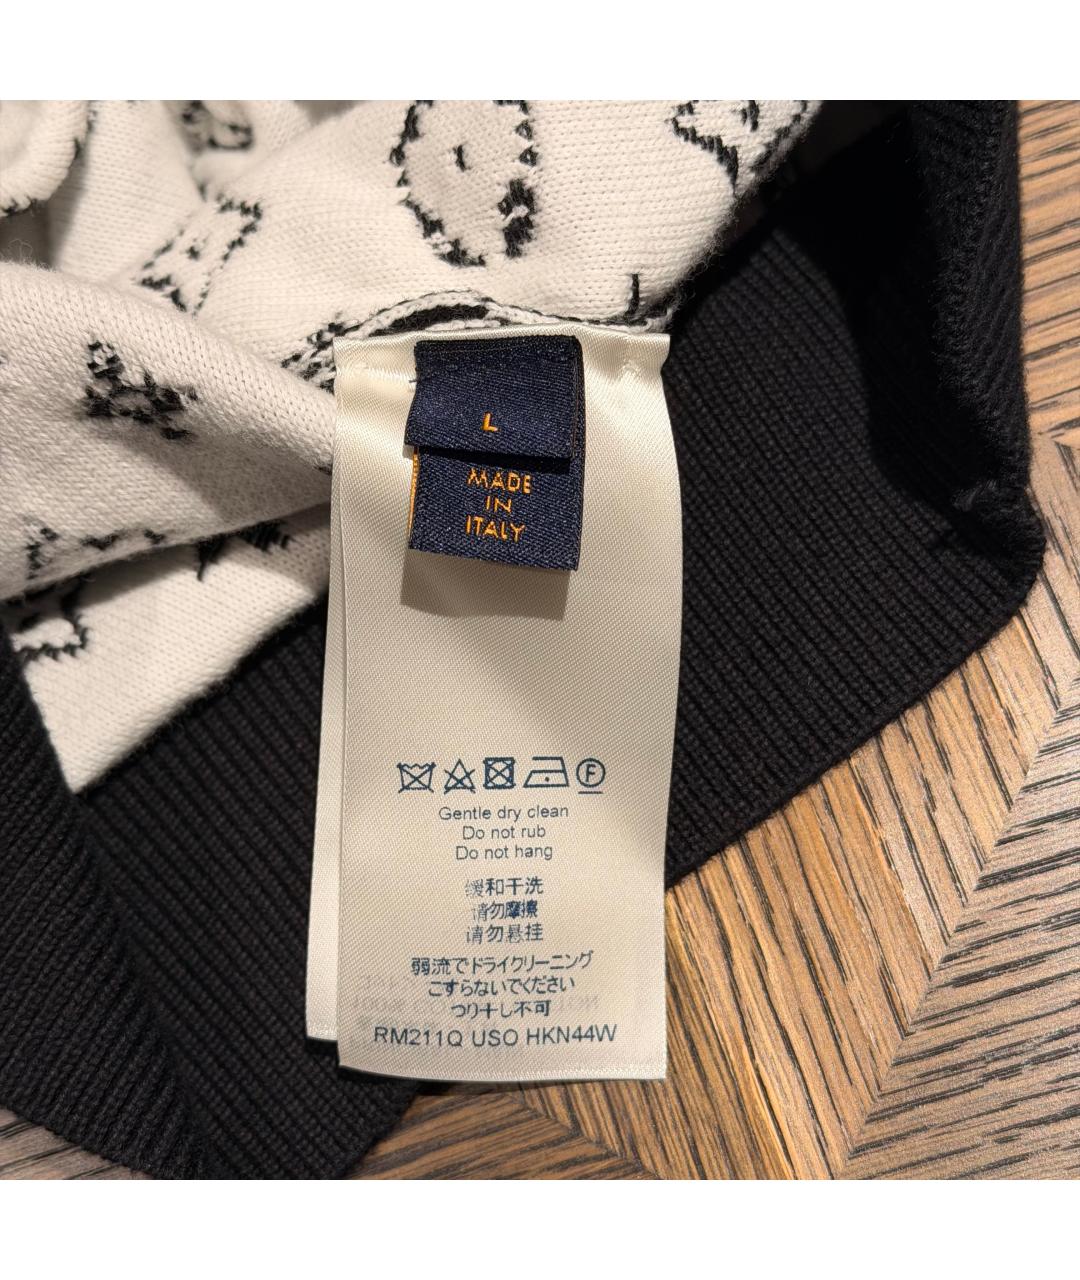 L
MADE
IN
ITALY
F
Gentle dry clean
Do not rub
Do not hang
缓和干洗
请勿摩擦
请勿悬挂
弱流でドライクリーニング
こすらないでください
つり干し不可
RM211Q USO HKN44W